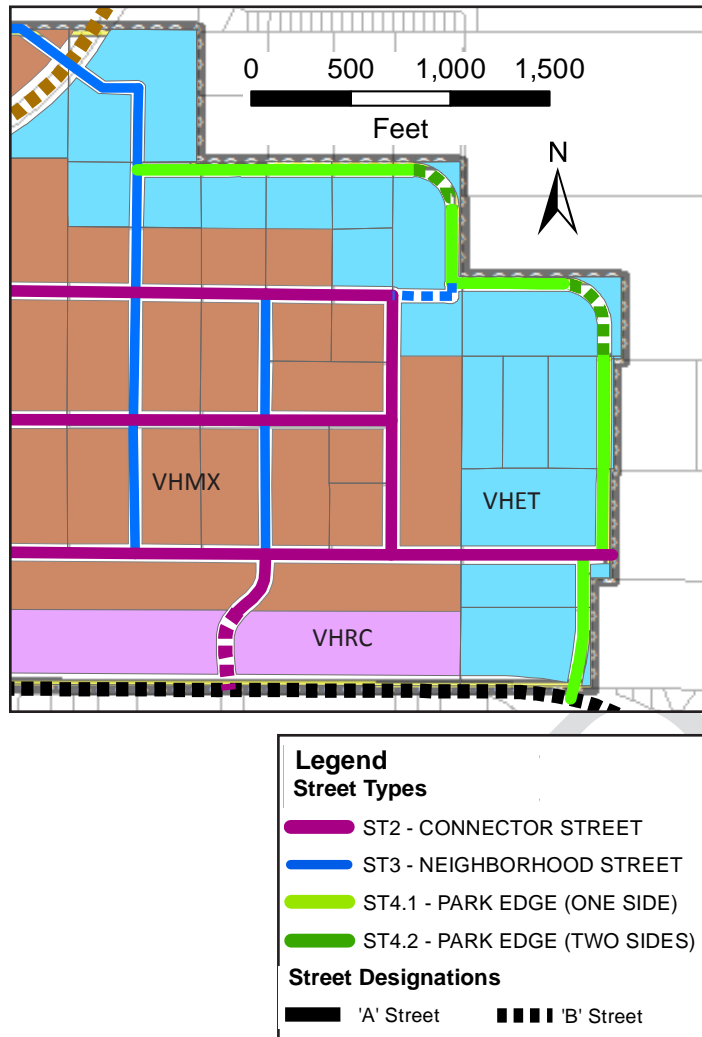 0 500 1,000 1,500
Feet
N
VHMX
VHET
VHRC
Legend
Street Types
ST2 - CONNECTOR STREET
ST3 - NEIGHBORHOOD STREET
ST4.1 - PARK EDGE (ONE SIDE)
ST4.2 - PARK EDGE (TWO SIDES)
Street Designations
'A' Street 'B' Street